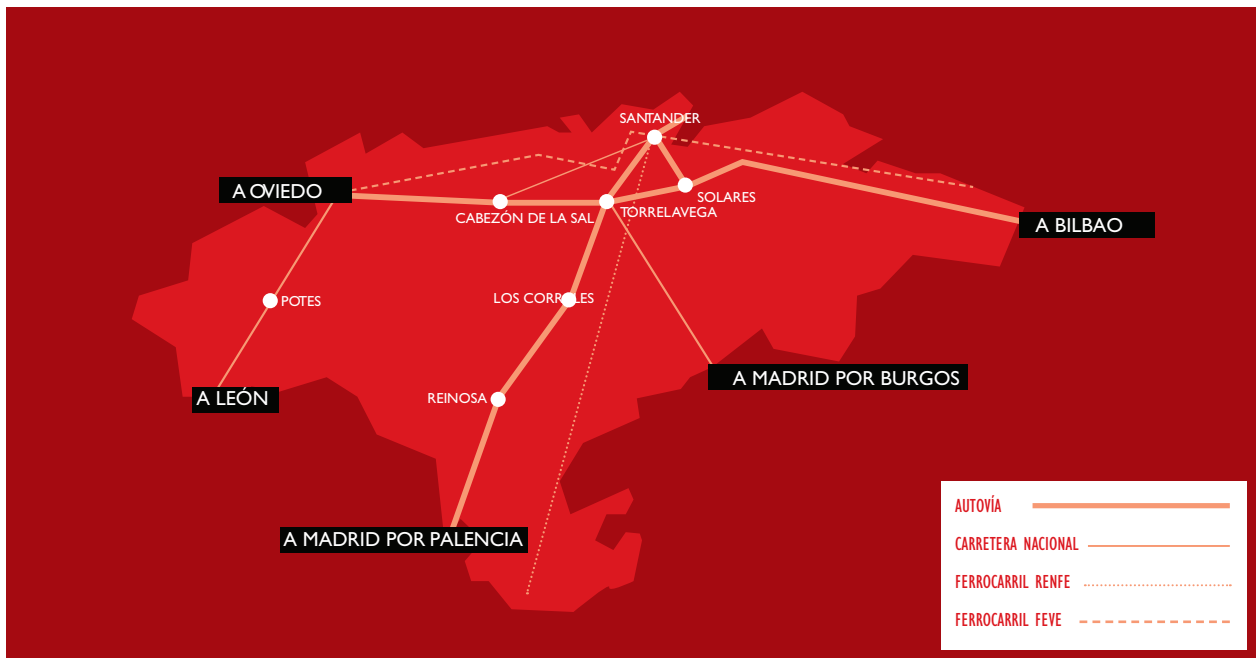 SANTANDER
A OVIEDO
SOLARES
CABEZÓN DE LA SAL
TORRELAVEGA
A BILBAO
POTES
LOS CORRALES
A MADRID POR BURGOS
A LEÓN
REINOSA
A MADRID POR PALENCIA
AUTOVÍA
CARRETERA NACIONAL
FERROCARRIL RENFE
FERROCARRIL FEVE